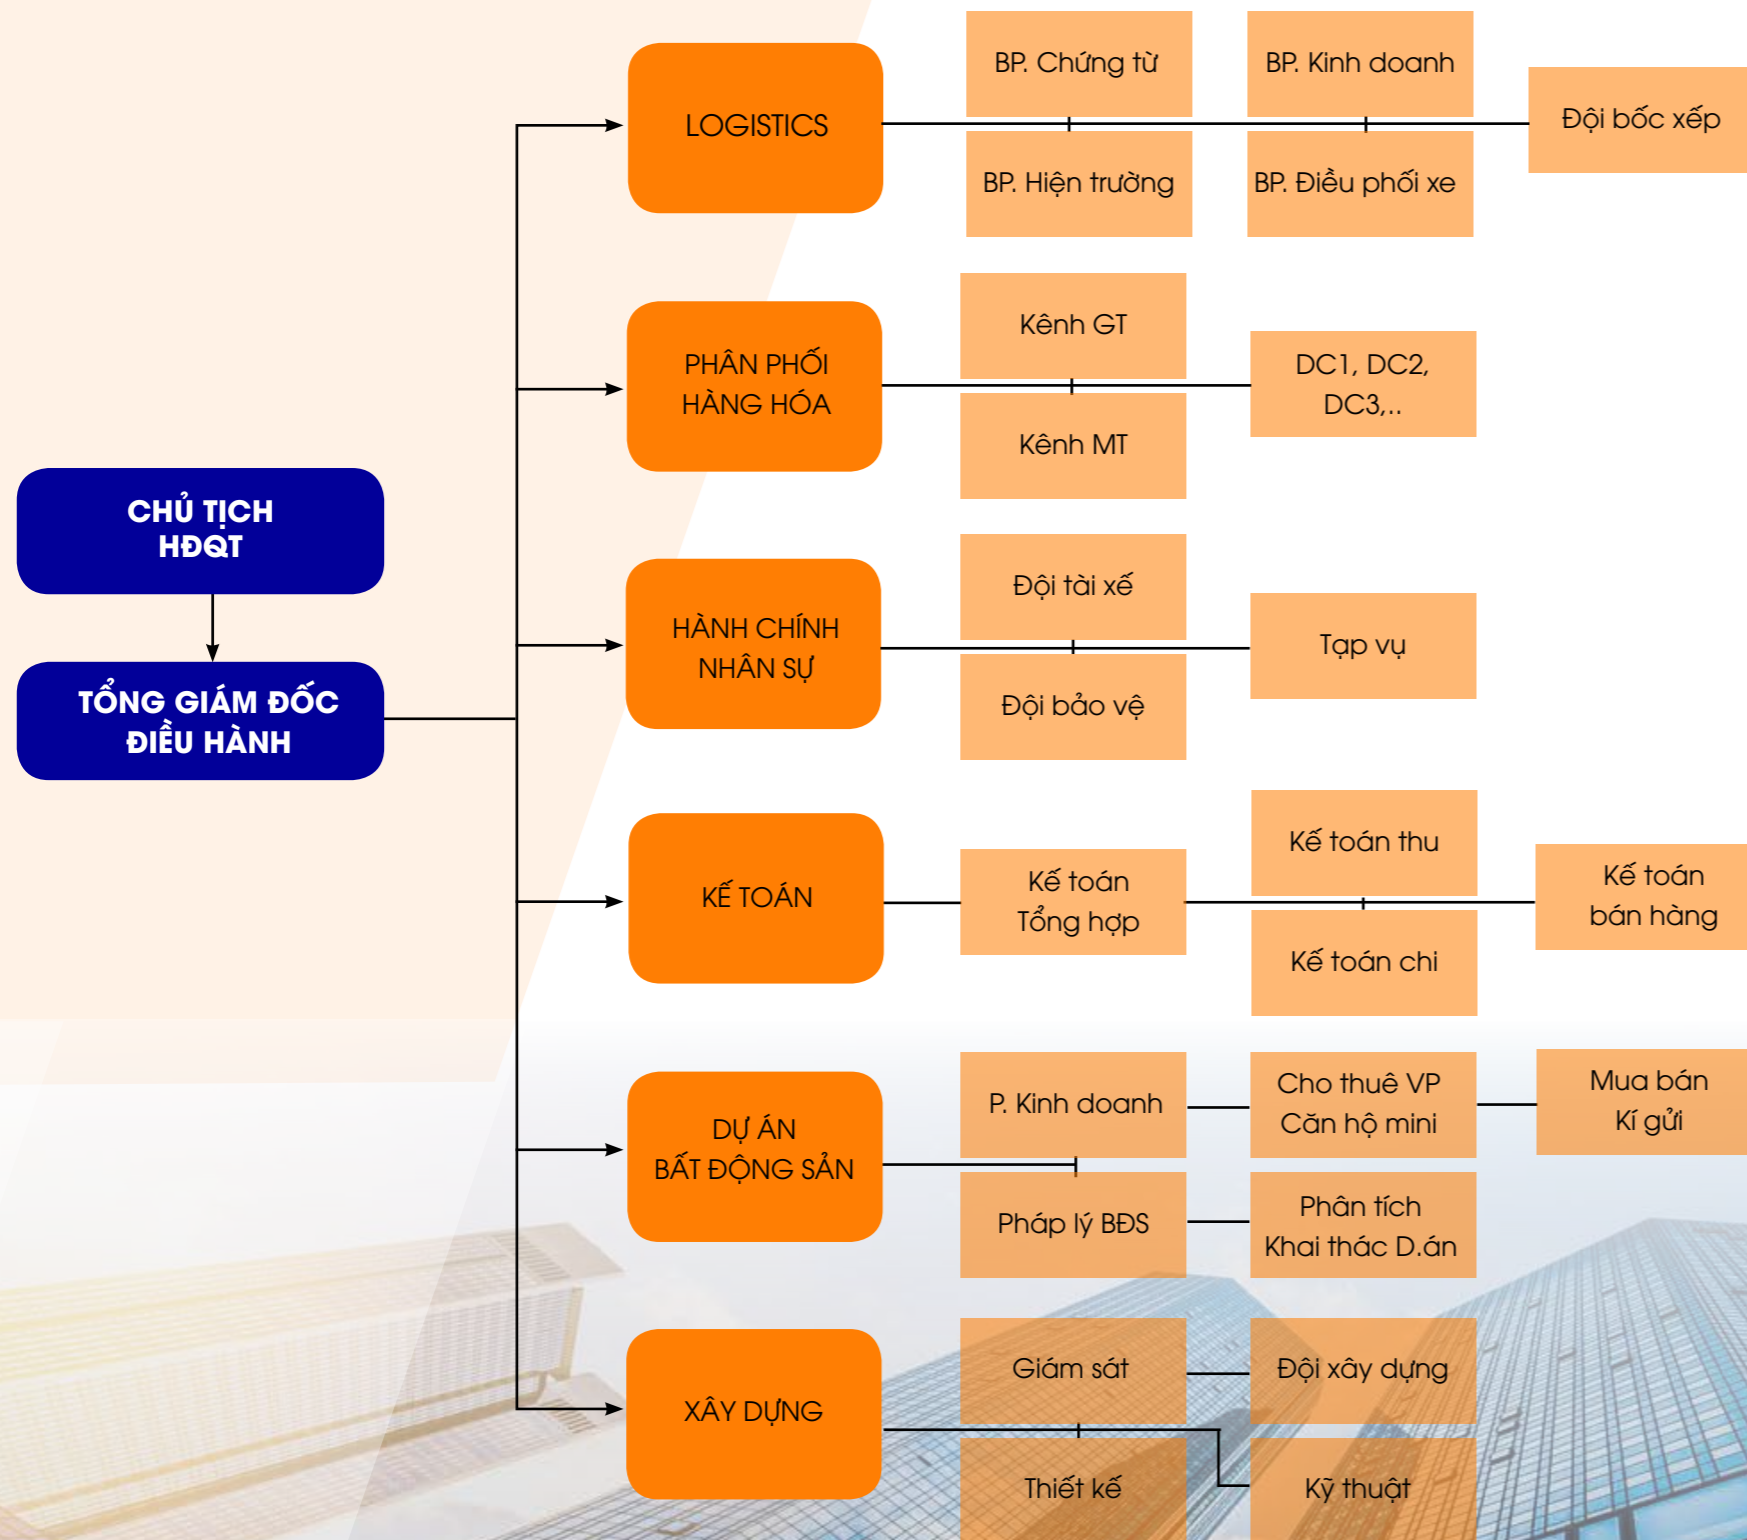 CHỦ TỊCH
HĐQT
TỔNG GIÁM ĐỐC
ĐIỀU HÀNH
LOGISTICS
BP. Chứng từ
BP. Kinh doanh
BP. Hiện trường
BP. Điều phối xe
Đội bốc xếp
PHÂN PHỐI
HÀNG HÓA
Kênh GT
Kênh MT
DC1, DC2,
DC3,..
HÀNH CHÍNH
NHÂN SỰ
Đội tài xế
Đội bảo vệ
Tạp vụ
KẾ TOÁN
Kế toán
Tổng hợp
Kế toán thu
Kế toán chi
Kế toán
bán hàng
DỰ ÁN
BẤT ĐỘNG SẢN
P. Kinh doanh
Cho thuê VP
Căn hộ mini
Mua bán
Kí gửi
Pháp lý BĐS
Phân tích
Khai thác D.án
XÂY DỰNG
Giám sát
Đội xây dựng
Thiết kế
Kỹ thuật